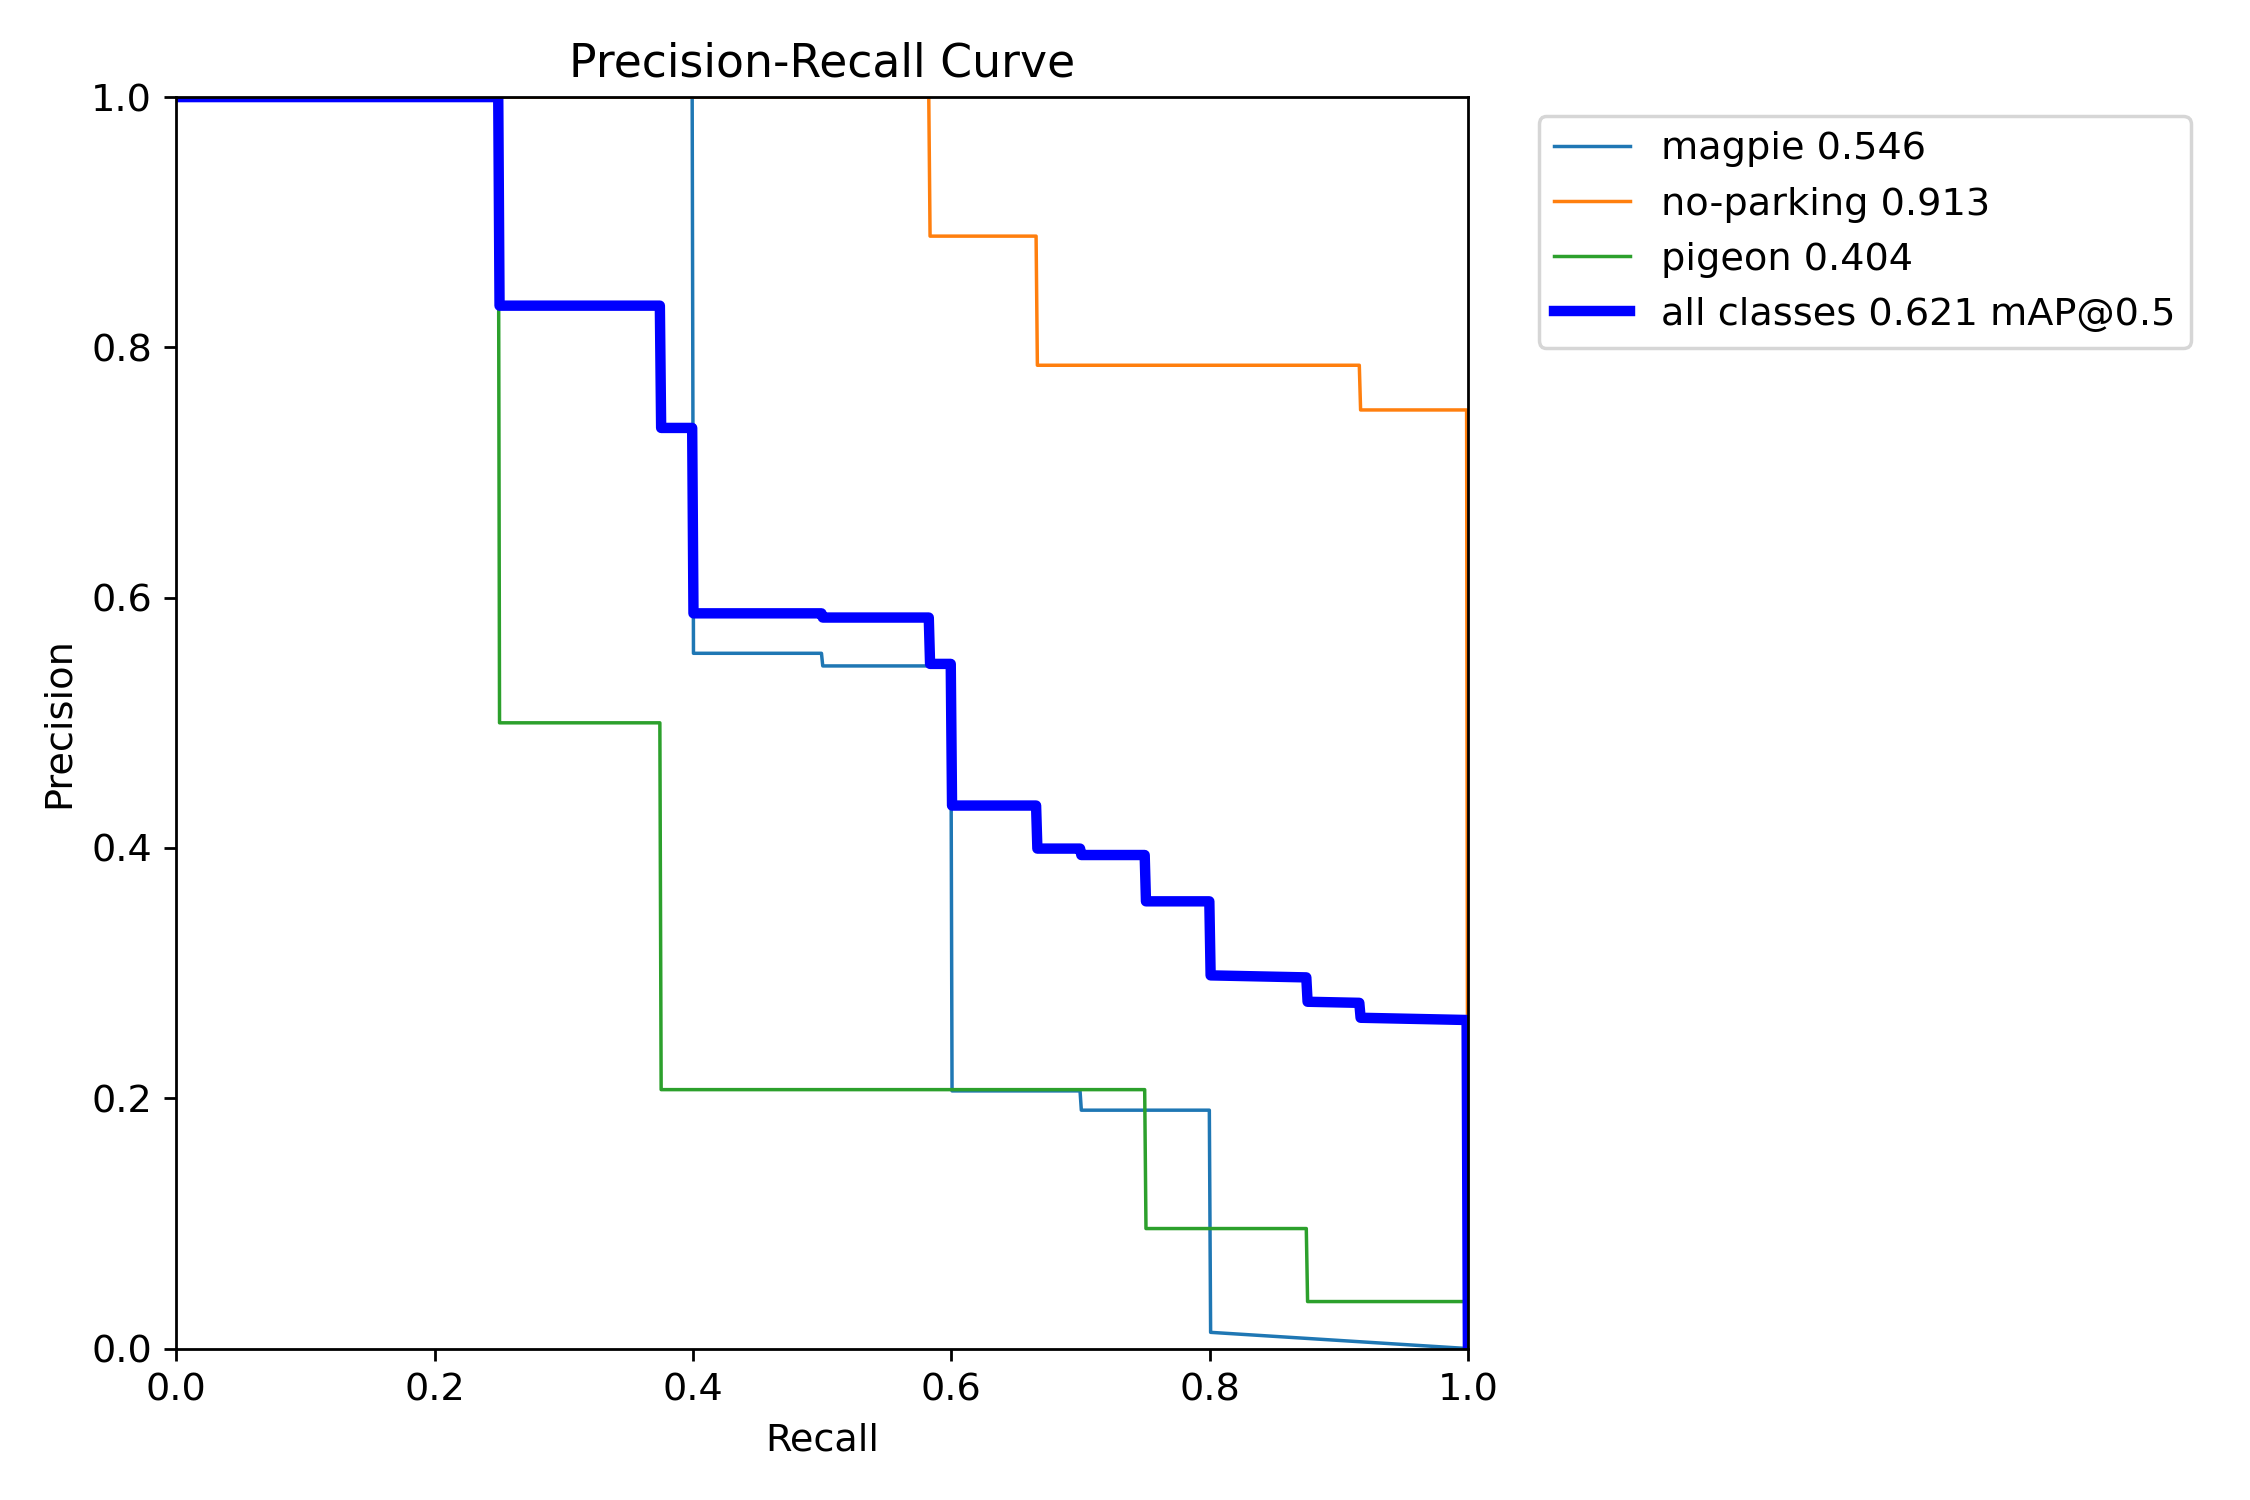 Precision-Recall Curve
1.0
0.8
0.6
0.4
0.2
0.0
Precision
0.0 0.2 0.4 0.6 0.8 1.0
Recall
magpie 0.546
no-parking 0.913
pigeon 0.404
all classes 0.621 mAP@0.5